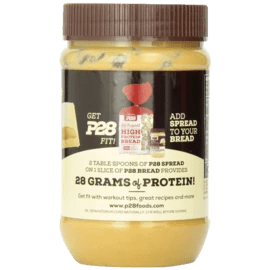 GET
P28
FIT!
ADD
SPREAD
TO YOUR
BREAD
P28
HIGH
PROTEIN
BREAD
2 TABLE SPOONS OF P28 SPREAD
ON 1 SLICE OF P28 BREAD PROVIDES
28 GRAMS of PROTEIN!
Get fit with workout tips, great recipes and more
www.p28foods.com